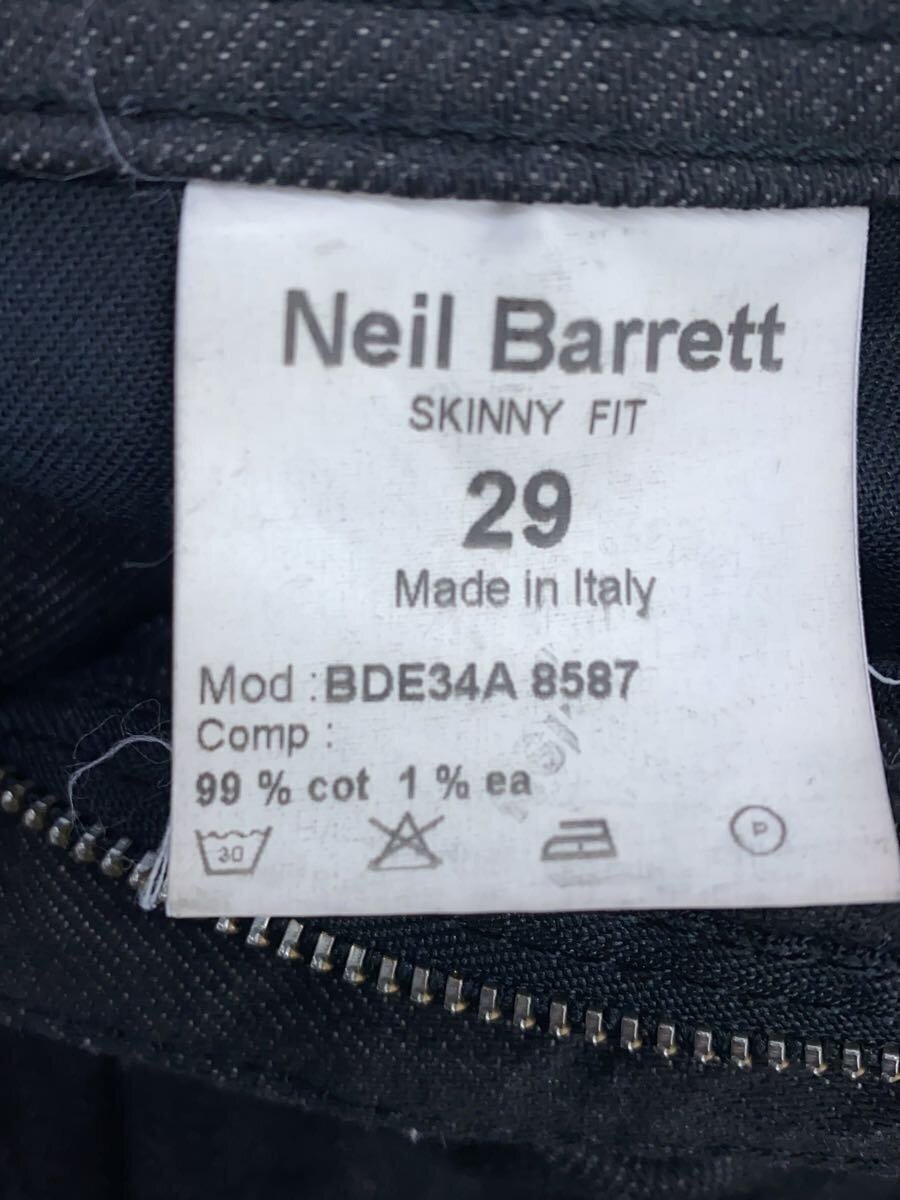 Neil Barrett
SKINNY FIT
29
Made in Italy
Mod : BDE34A 8587
Comp :
99 % cot 1 % ea
30
P